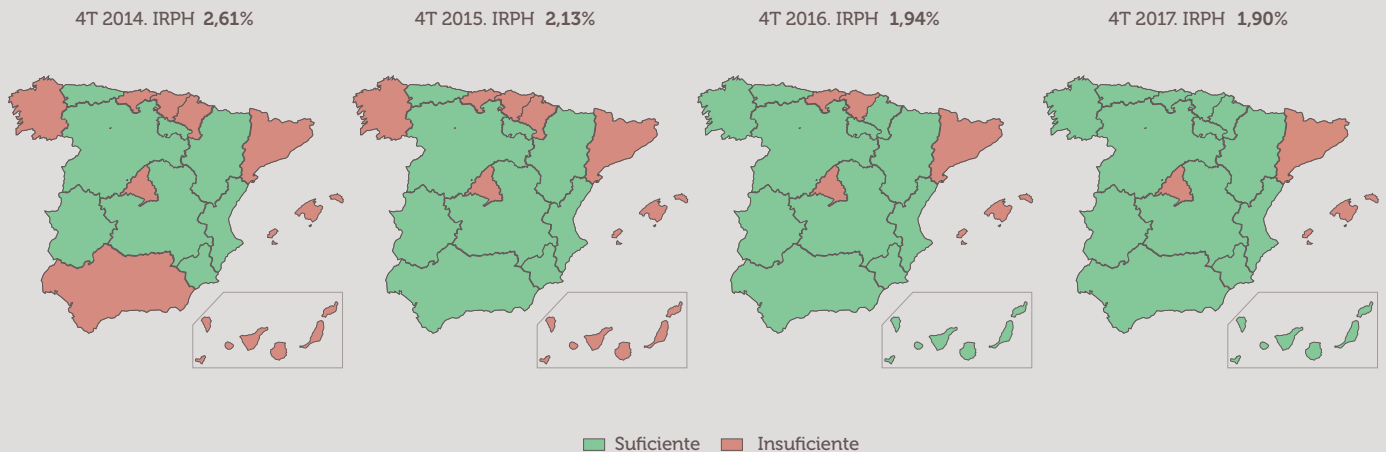 4T 2014. IRPH 2,61%
4T 2015. IRPH 2,13%
4T 2016. IRPH 1,94%
4T 2017. IRPH 1,90%
Suficiente
Insuficiente